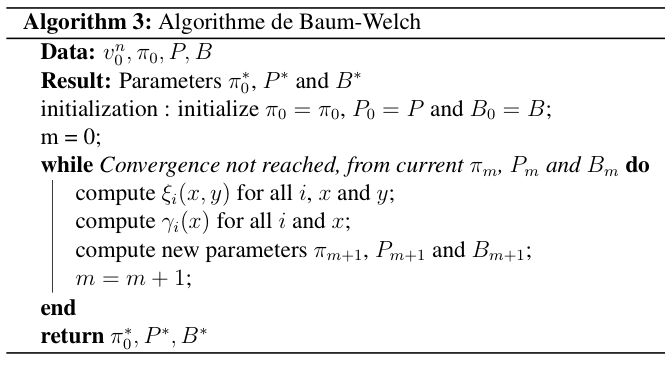 Algorithm 3: Algorithme de Baum-Welch
Data: $v_0^n, \pi_0, P, B$
Result: Parameters $\pi_0^*$, $P^*$ and $B^*$
initialization : initialize $\pi_0 = \pi_0$, $P_0 = P$ and $B_0 = B$;
m = 0;
while Convergence not reached, from current $\pi_m$, $P_m$ and $B_m$ do
compute $\xi_i(x, y)$ for all $i$, $x$ and $y$;
compute $\gamma_i(x)$ for all $i$ and $x$;
compute new parameters $\pi_{m+1}$, $P_{m+1}$ and $B_{m+1}$;
$m = m + 1$;
end
return $\pi_0^*, P^*, B^*$